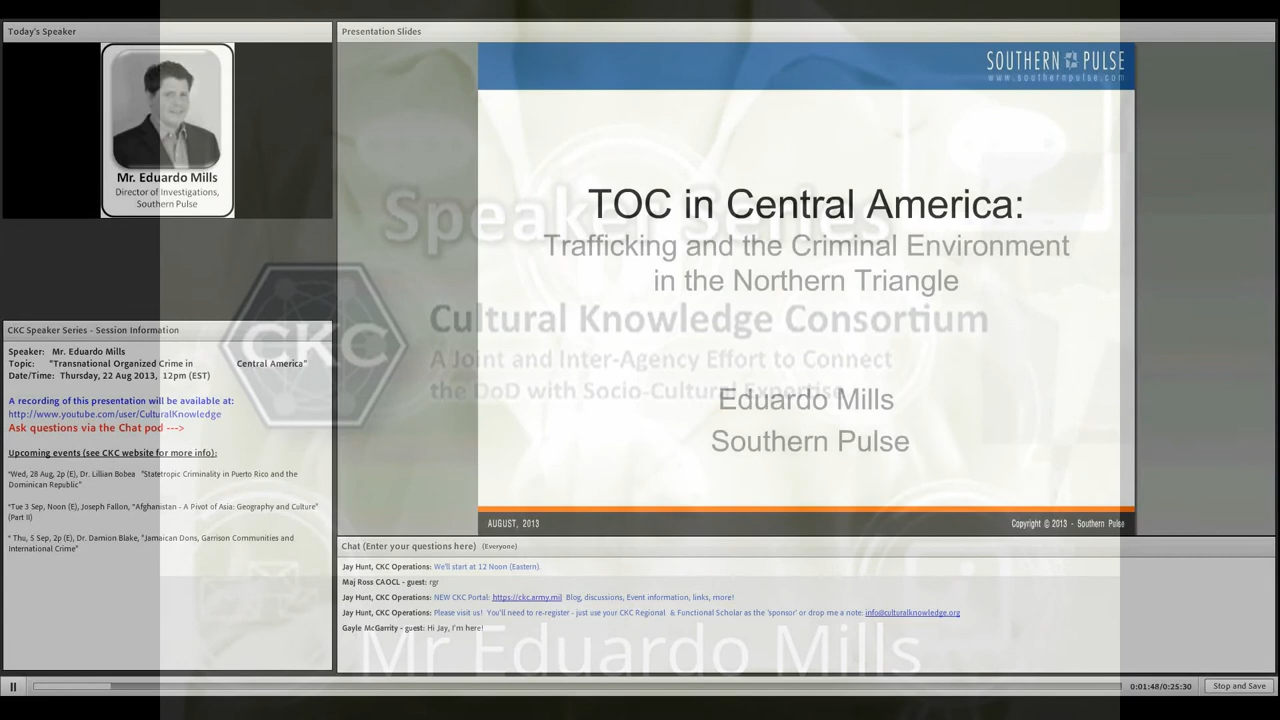 Today's Speaker
Mr. Eduardo Mills
Director of Investigations,
Southern Pulse
CKC Speaker Series - Session Information
Speaker: Mr. Eduardo Mills
Topic: "Transnational Organized Crime in Central America"
Date/Time: Thursday, 22 Aug 2013, 12pm (EST)
A recording of this presentation will be available at:
http://www.youtube.com/user/CulturalKnowledge
Ask questions via the Chat pod --->
Upcoming events (see CKC website for more info):
*Wed, 28 Aug, 2p (E), Dr. Lillian Bobea "Statetropic Criminality in Puerto Rico and the
Dominican Republic"
*Tue 3 Sep, Noon (E), Joseph Fallon, "Afghanistan - A Pivot of Asia: Geography and Culture"
(Part II)
* Thu, 5 Sep, 2p (E), Dr. Damion Blake, "Jamaican Dons, Garrison Communities and
International Crime"
Presentation Slides
SOUTHERN PULSE
www.southernpulse.com
TOC in Central America:
Trafficking and the Criminal Environment
in the Northern Triangle
Eduardo Mills
Southern Pulse
AUGUST, 2013
Copyright © 2013 - Southern Pulse
Speaker Series
CKC
Cultural Knowledge Consortium
A Joint and Inter-Agency Effort to Connect
the DoD with Socio-Cultural Expertise
Chat (Enter your questions here) (Everyone)
Jay Hunt, CKC Operations: We'll start at 12 Noon (Eastern).
Maj Ross CAOCL - guest: rgr
Jay Hunt, CKC Operations: NEW CKC Portal: https://ckc.army.mil Blog, discussions, Event information, links, more!
Jay Hunt, CKC Operations: Please visit us! You'll need to re-register - just use your CKC Regional & Functional Scholar as the 'sponsor' or drop me a note: info@culturalknowledge.org
Gayle McGarrity - guest: Hi Jay, I'm here!
Mr Eduardo Mills
0:01:48/0:25:30
Stop and Save